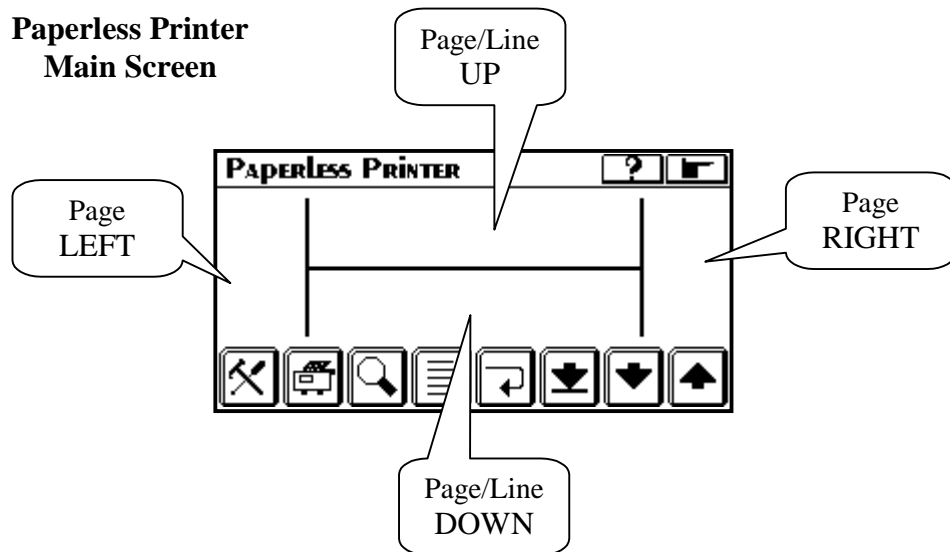 Paperless Printer
Main Screen
Page/Line
UP
PAPERLESS PRINTER
?
Page
LEFT
Page
RIGHT
Page/Line
DOWN